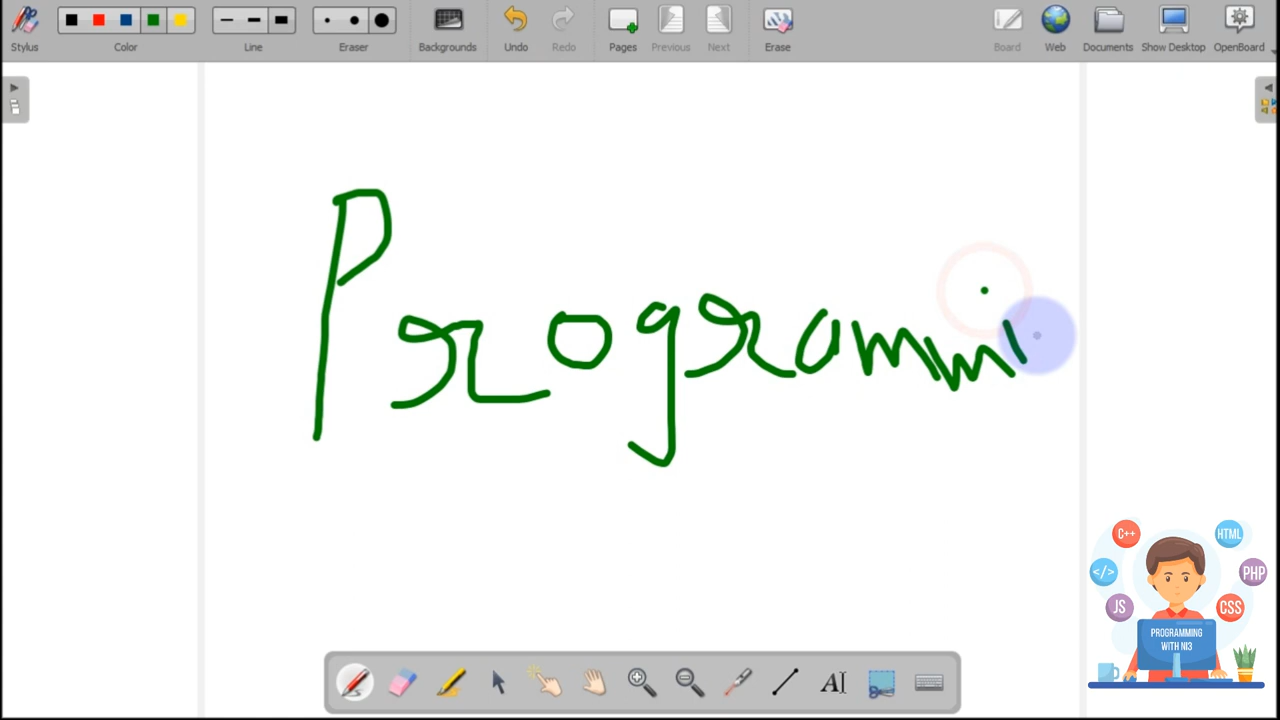 Stylus Color Line Eraser Backgrounds Undo Redo Pages Previous Next Erase Board Web Documents Show Desktop OpenBoard
Programmi
C++ HTML
</> PHP
JS CSS
PROGRAMMING
WITH NI3
AI